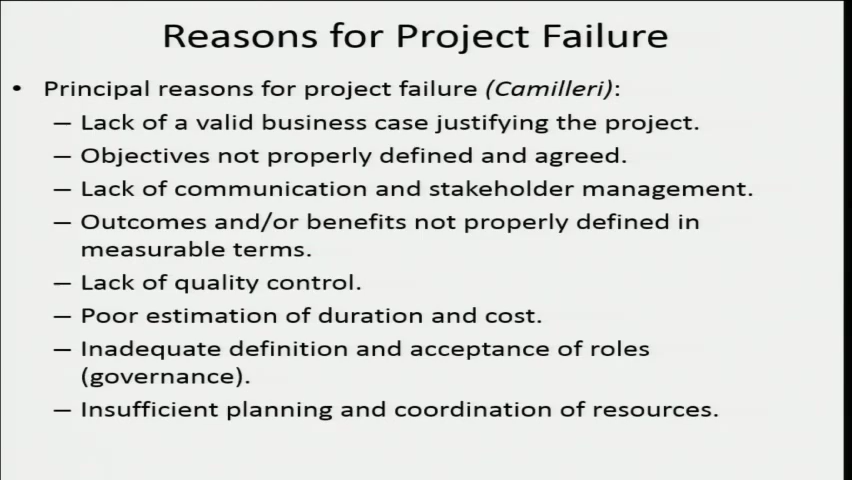 Reasons for Project Failure
• Principal reasons for project failure (Camilleri):
– Lack of a valid business case justifying the project.
– Objectives not properly defined and agreed.
– Lack of communication and stakeholder management.
– Outcomes and/or benefits not properly defined in
measurable terms.
– Lack of quality control.
– Poor estimation of duration and cost.
– Inadequate definition and acceptance of roles
(governance).
– Insufficient planning and coordination of resources.